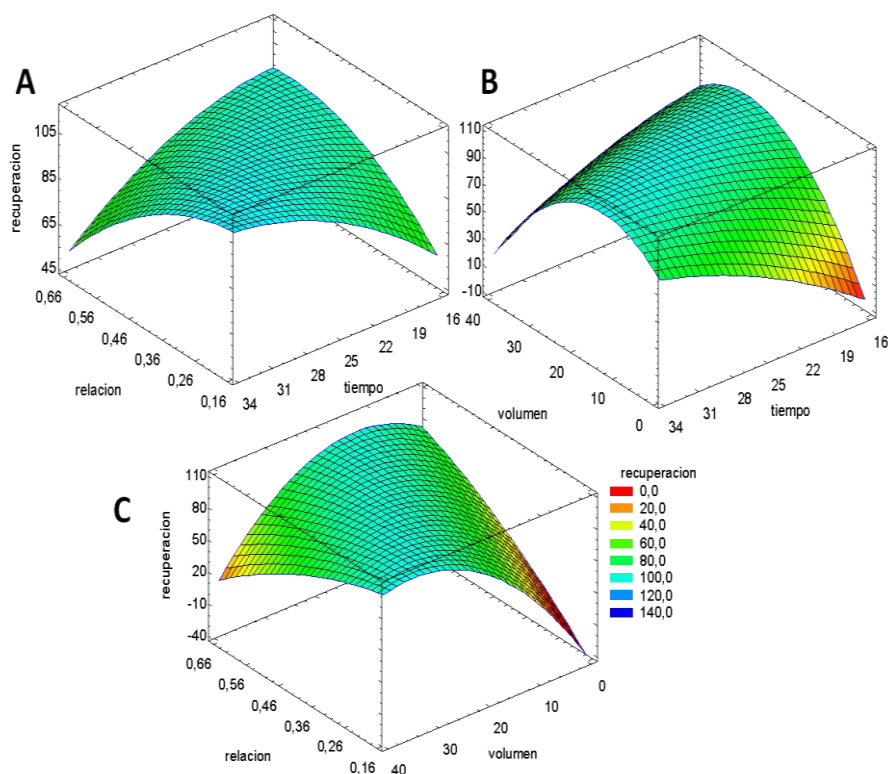 A
recuperacion
105
85
65
45
0,66
0,56
0,46
0,36
0,26
0,16
relacion
34 31 28 25 22 19 16
tiempo
B
110
90
70
50
30
10
-10
40
30
20
10
0
volumen
34 31 28 25 22 19 16
tiempo
C
recuperacion
110
80
50
20
-10
-40
0,66
0,56
0,46
0,36
0,26
0,16
relacion
40 30 20 10 0
volumen
recuperacion
0,0
20,0
40,0
60,0
80,0
100,0
120,0
140,0